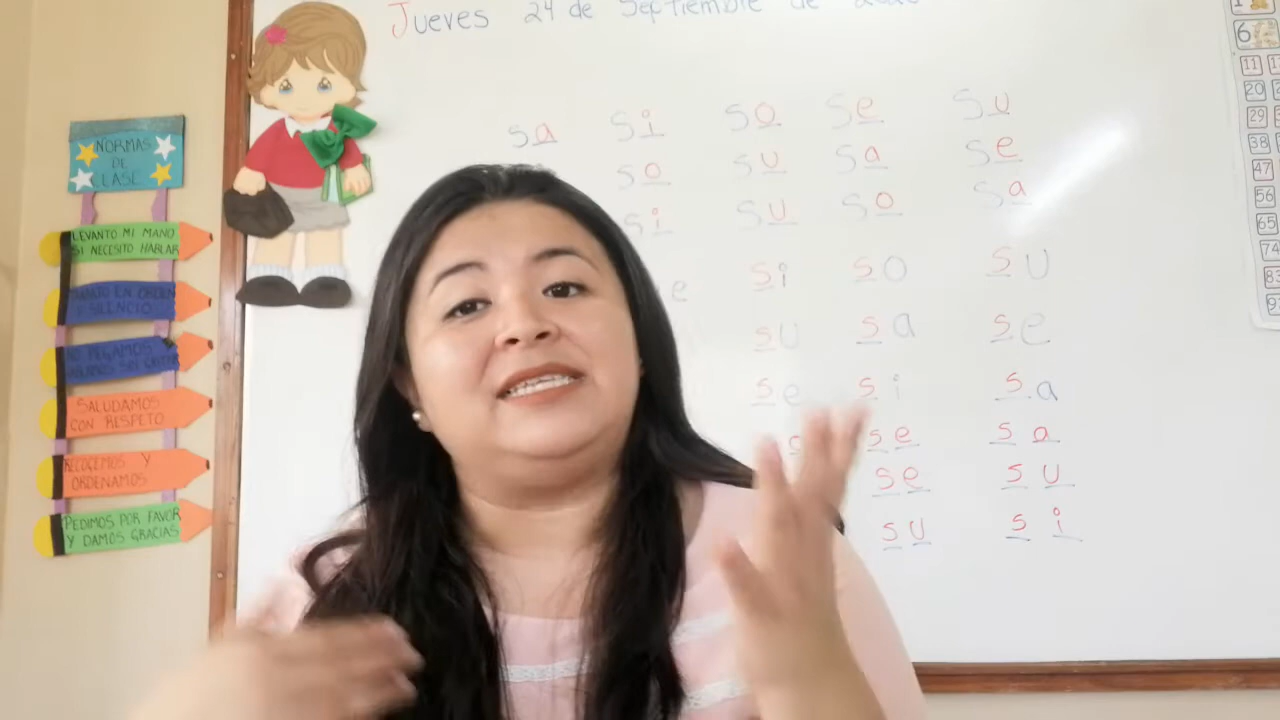 Jueves 24 de Septiembre de
sa si so se su
so su sa se
si su so sa
e si so su
su sa se
se si sa
s se sa
se su
su si
NORMAS
DE
CLASE
LEVANTO MI MANO
SI NECESITO HABLAR
SALUDAMOS
CON RESPETO
RECOGEMOS Y
ORDENAMOS
PEDIMOS POR FAVOR
Y DAMOS GRACIAS
6
11
20
29
38
47
56
65
74